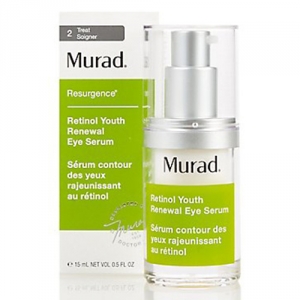 2 Treat
Soigner
Murad.
Resurgence®
Retinol Youth
Renewal
Eye Serum
Sérum contour
des yeux
rajeunissant
au rétinol
Murad
DOCTOR
e 15 mL NET VOL 0.5 FL OZ
Murad.
Retinol Youth
Renewal Eye Serum
Sérum contour des
yeux rajeunissant
au rétinol